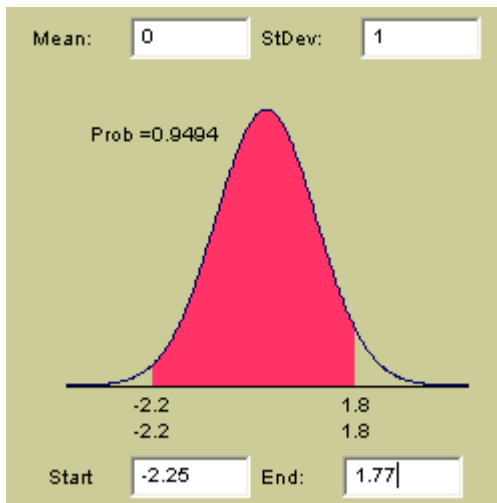 Mean: 0 StDev: 1
Prob =0.9494
-2.2 1.8
-2.2 1.8
Start -2.25 End: 1.77